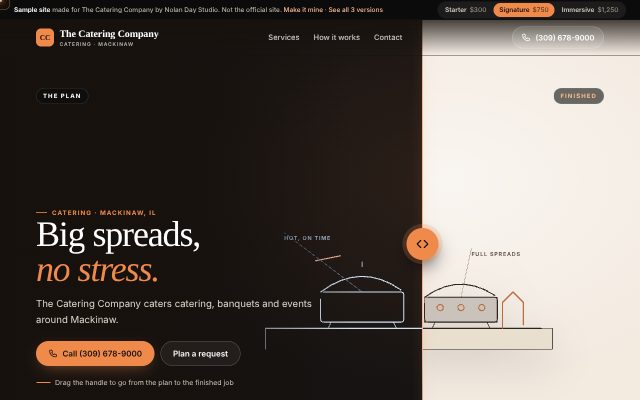 Sample site made for The Catering Company by Nolan Day Studio. Not the official site. Make it mine · See all 3 versions
Starter $300 Signature $750 Immersive $1,250
CC The Catering Company
CATERING · MACKINAW
Services How it works Contact
(309) 678-9000
THE PLAN
FINISHED
CATERING · MACKINAW, IL
Big spreads,
no stress.
HOT, ON TIME
FULL SPREADS
The Catering Company caters catering, banquets and events
around Mackinaw.
Call (309) 678-9000 Plan a request
Drag the handle to go from the plan to the finished job